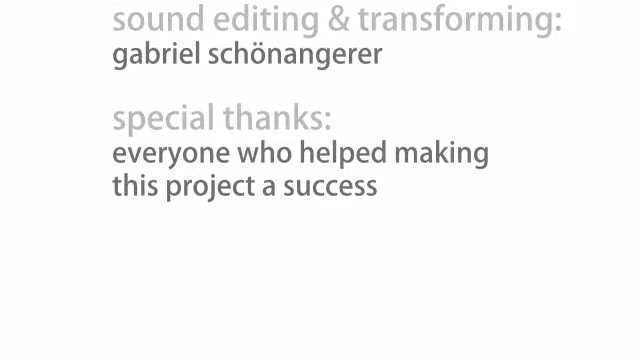 sound editing & transforming:
gabriel schönangerer
special thanks:
everyone who helped making
this project a success